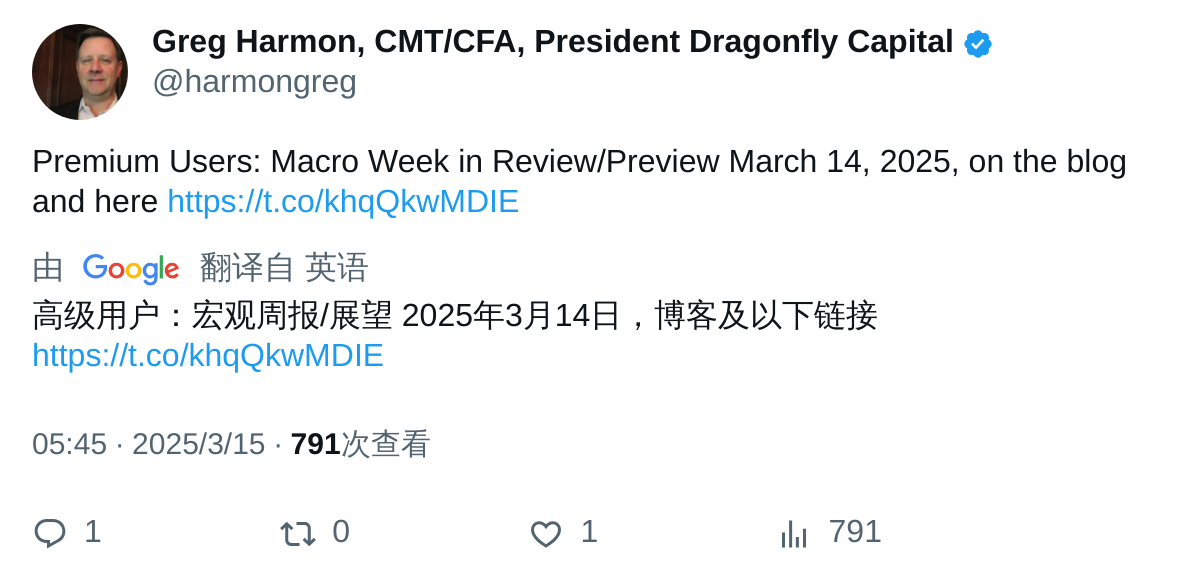 Greg Harmon, CMT/CFA, President Dragonfly Capital
@harmongreg
Premium Users: Macro Week in Review/Preview March 14, 2025, on the blog
and here https://t.co/khqQkwMDIE
由 Google 翻译自 英语
高级用户：宏观周报/展望 2025年3月14日，博客及以下链接
https://t.co/khqQkwMDIE
05:45 · 2025/3/15 · 791次查看
1 0 1 791